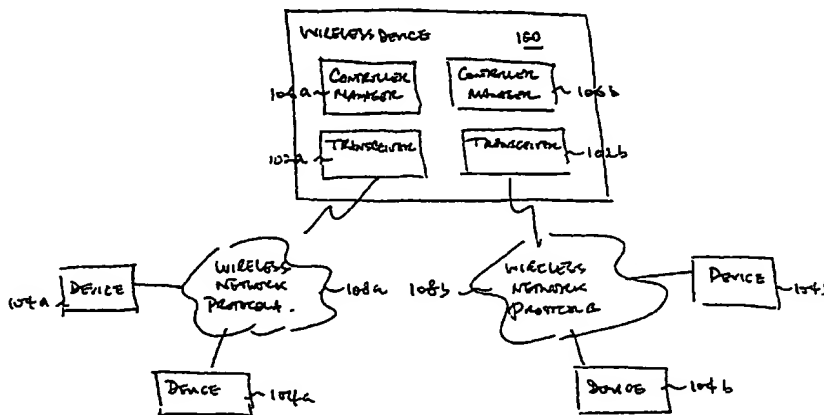 WIRELESS DEVICE 100
CONTROLLER
MANAGER
CONTROLLER
MANAGER
106a
106b
TRANSCEIVER
TRANSCEIVER
102a
102b
WIRELESS
NETWORK
PROTOCOL A.
108a
WIRELESS
NETWORK
PROTOCOL B
108b
104a
DEVICE
DEVICE
DEVICE
104a
DEVICE
104b